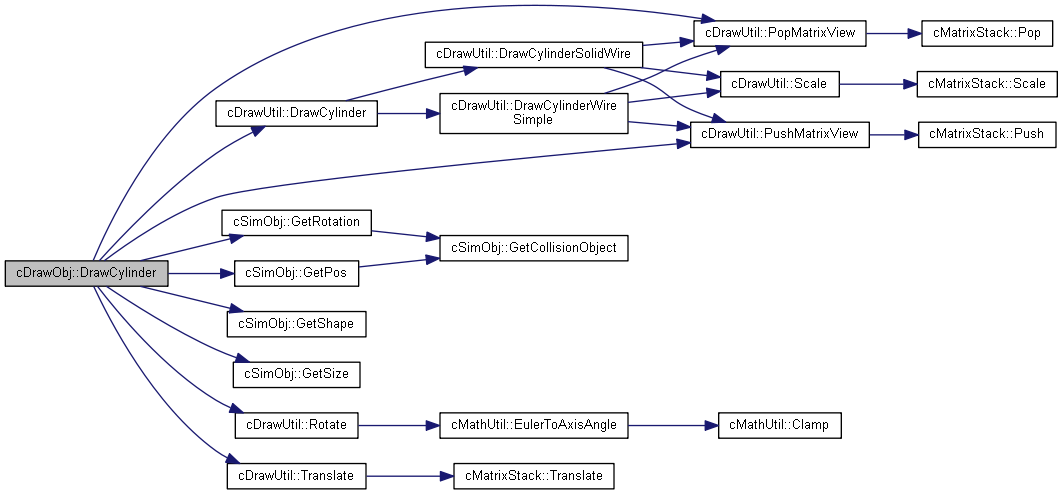 cDrawObj::DrawCylinder
cDrawUtil::DrawCylinder
cSimObj::GetRotation
cSimObj::GetPos
cSimObj::GetShape
cSimObj::GetSize
cDrawUtil::Rotate
cDrawUtil::Translate
cDrawUtil::DrawCylinderSolidWire
cDrawUtil::DrawCylinderWire
Simple
cSimObj::GetCollisionObject
cMathUtil::EulerToAxisAngle
cMatrixStack::Translate
cDrawUtil::PopMatrixView
cDrawUtil::Scale
cDrawUtil::PushMatrixView
cMathUtil::Clamp
cMatrixStack::Pop
cMatrixStack::Scale
cMatrixStack::Push